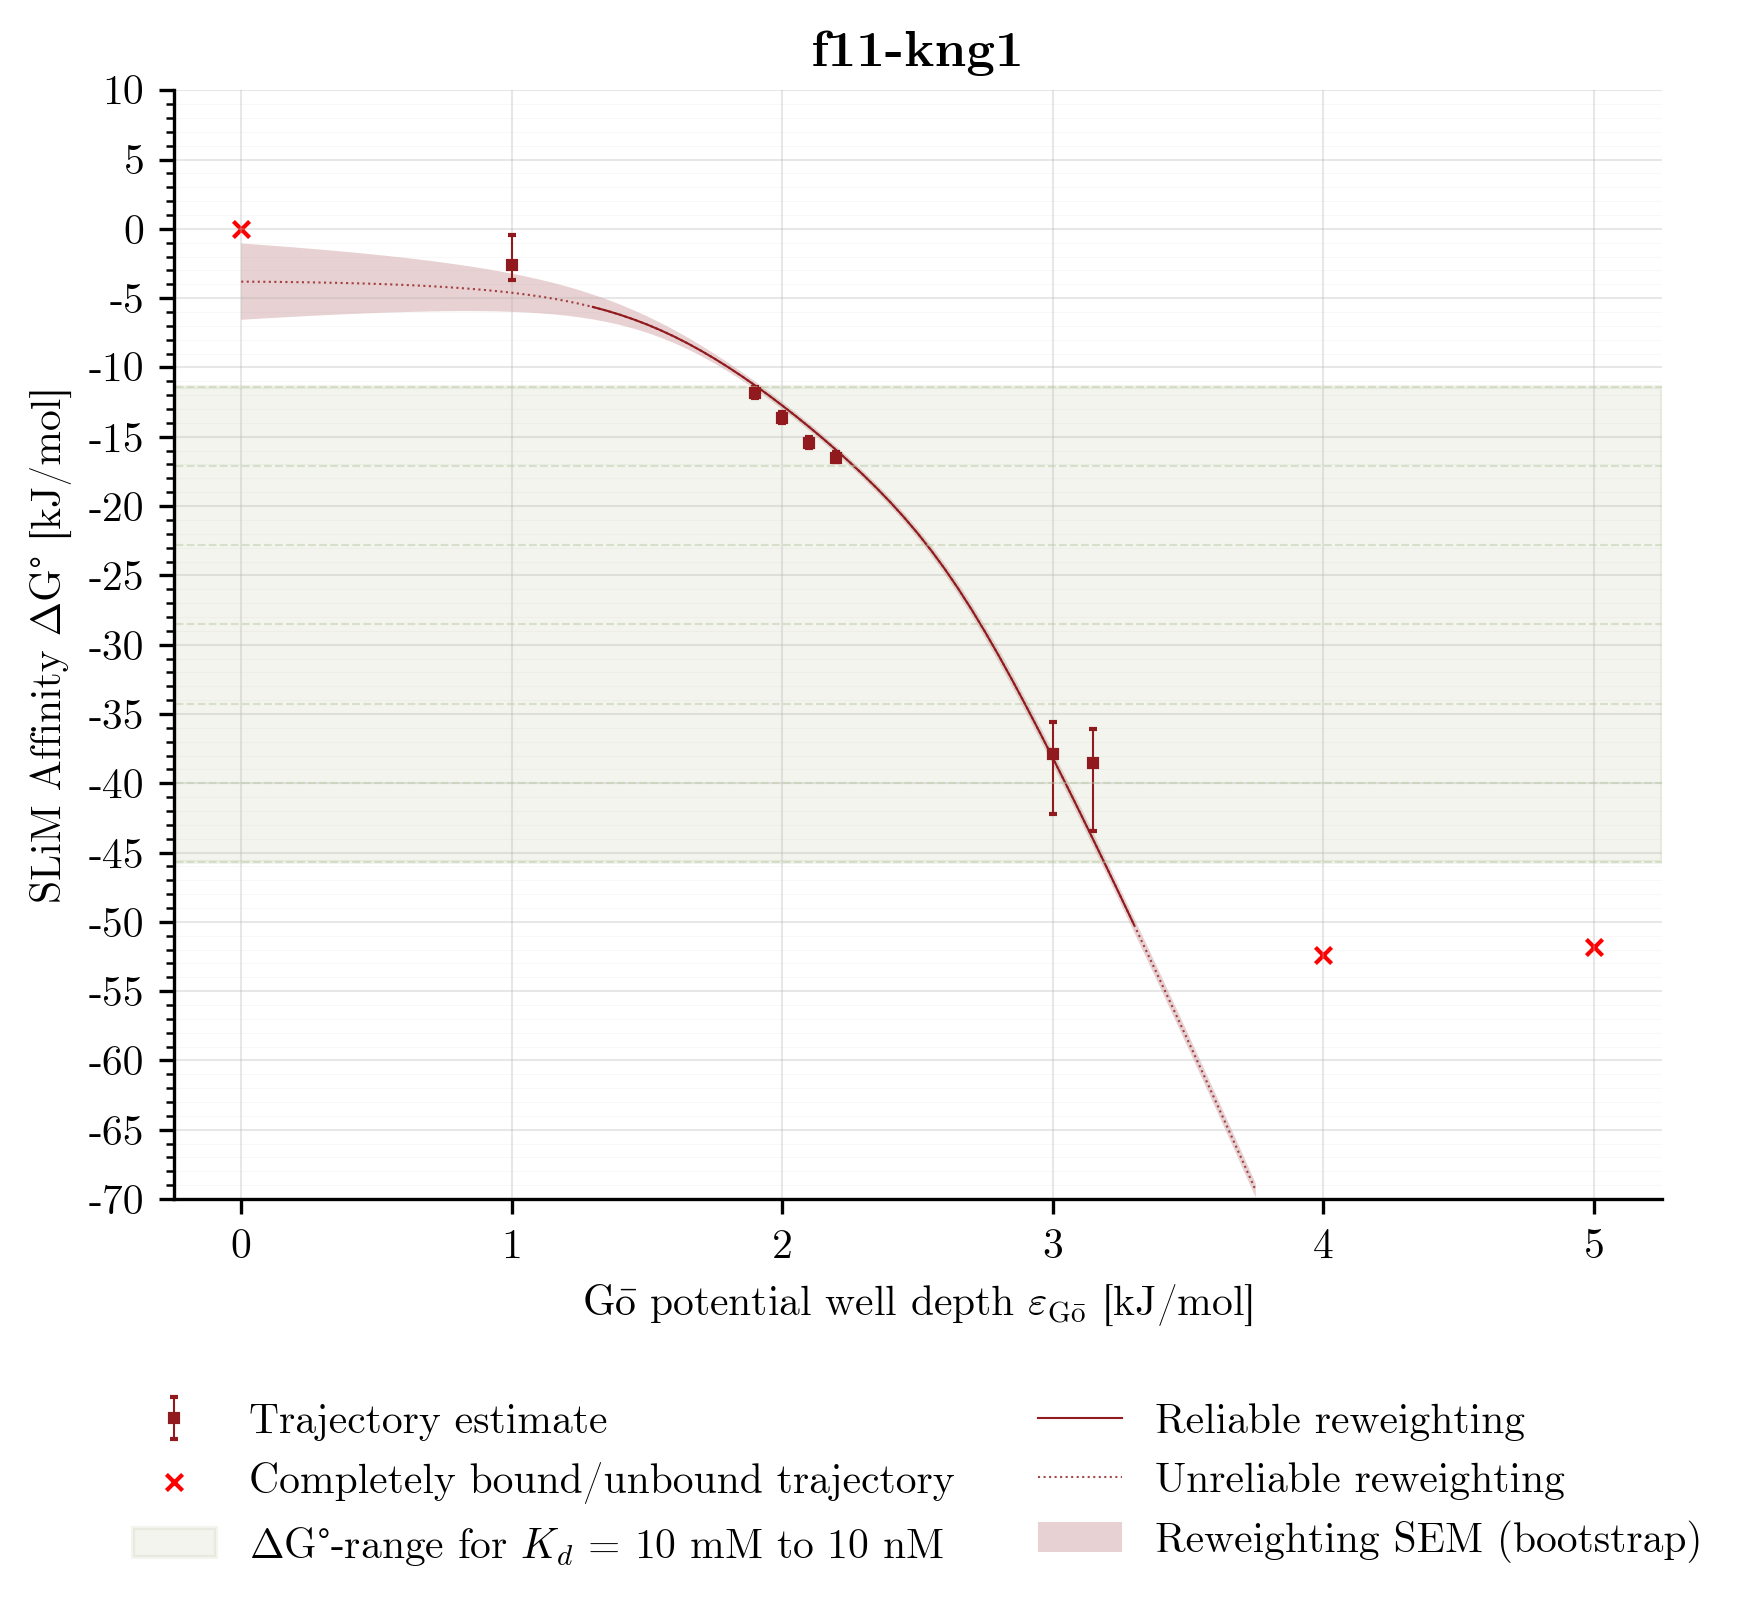 f11-kng1
10
5
0
-5
-10
-15
-20
-25
-30
-35
-40
-45
-50
-55
-60
-65
-70
SLiM Affinity ΔG° [kJ/mol]
0 1 2 3 4 5
Gō potential well depth ε_Gō [kJ/mol]
Trajectory estimate
Completely bound/unbound trajectory
ΔG°-range for K_d = 10 mM to 10 nM
Reliable reweighting
Unreliable reweighting
Reweighting SEM (bootstrap)